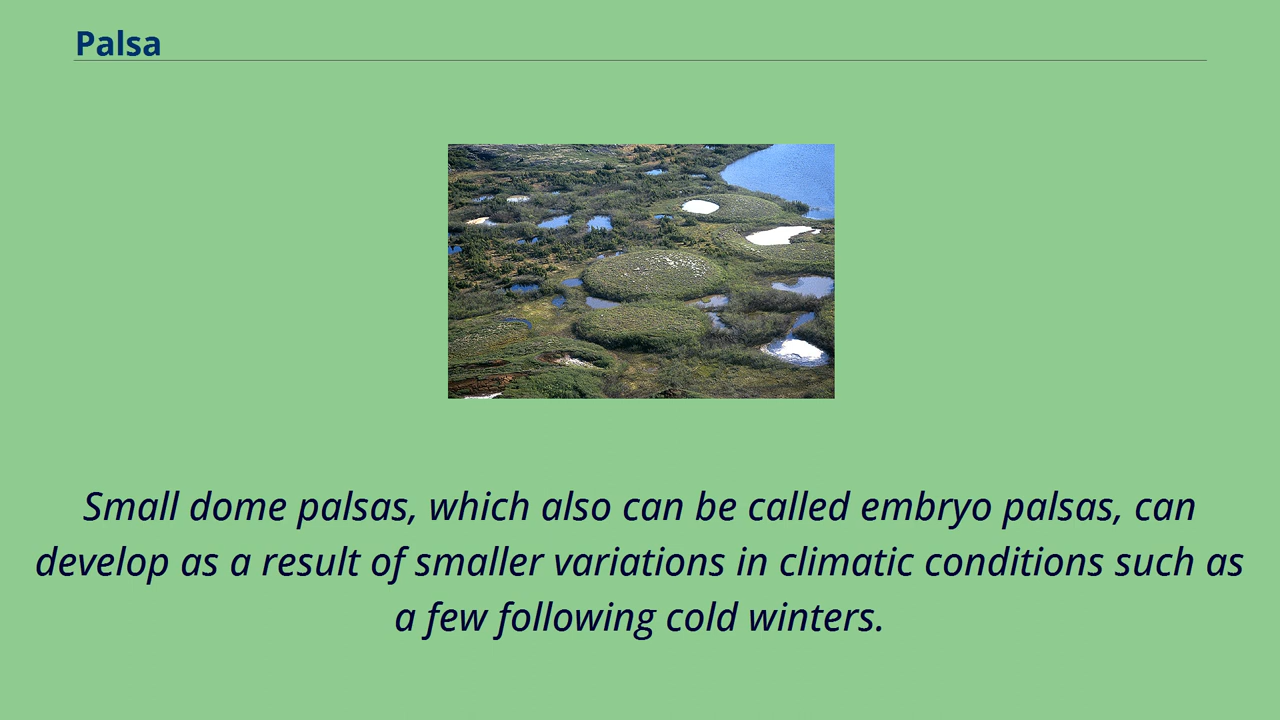 Palsa
Small dome palsas, which also can be called embryo palsas, can
develop as a result of smaller variations in climatic conditions such as
a few following cold winters.